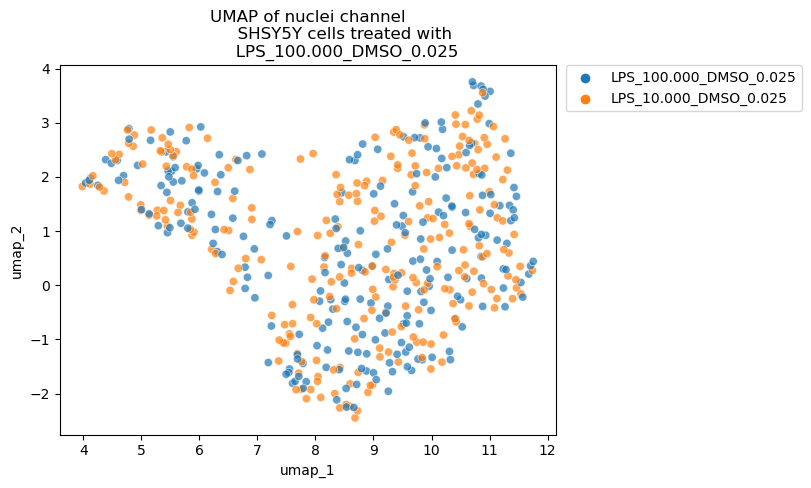 UMAP of nuclei channel
SHSY5Y cells treated with
LPS_100.000_DMSO_0.025
LPS_100.000_DMSO_0.025
LPS_10.000_DMSO_0.025
umap_2
4
3
2
1
0
−1
−2
4 5 6 7 8 9 10 11 12
umap_1